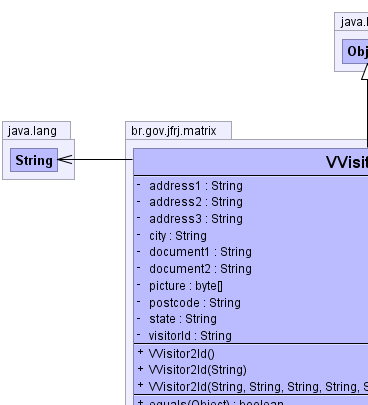 java.l
Obj
java.lang
String
br.gov.jfrj.matrix
VVisit
- address1 : String
- address2 : String
- address3 : String
- city : String
- document1 : String
- document2 : String
- picture : byte[]
- postcode : String
- state : String
- visitorId : String
+ VVisitor2Id()
+ VVisitor2Id(String)
+ VVisitor2Id(String, String, String, String, S
+ equals(Object) : boolean